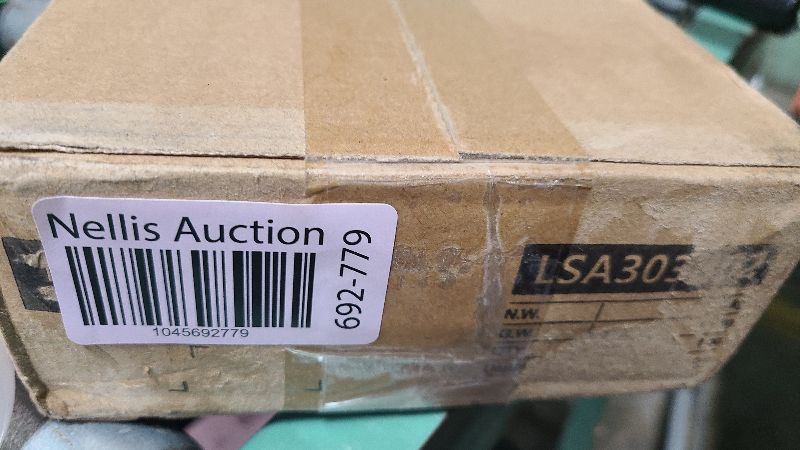 Nellis Auction
1045692779
692-779
LSA303
N.W.
G.W.